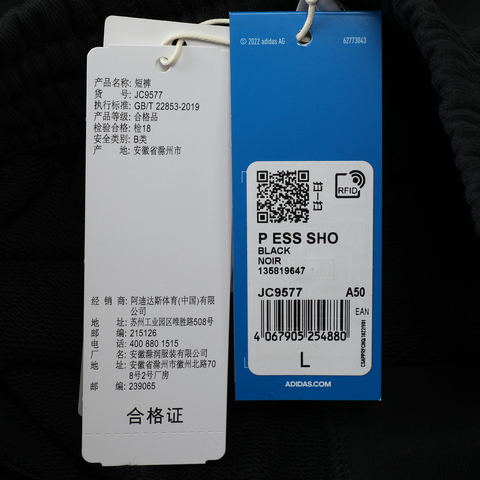 产品名称: 短裤
货 号: JC9577
执行标准: GB/T 22853-2019
产品等级: 合格品
检验合格: 检18
安全类别: B类
产 地: 安徽省滁州市
经 销 商: 阿迪达斯体育(中国)有限
公司
地 址: 苏州工业园区唯胜路508号
邮 编: 215126
电 话: 400 880 1515
厂 名: 安徽滁润服装有限公司
地 址: 安徽省滁州市徽州北路70
8号2号厂房
邮 编: 239065
合格证
© 2022 adidas AG
62773043
RFID
P ESS SHO
BLACK
NOIR
135819647
JC9577 A50
EAN
4 067905 254880
L
ADIDAS.COM